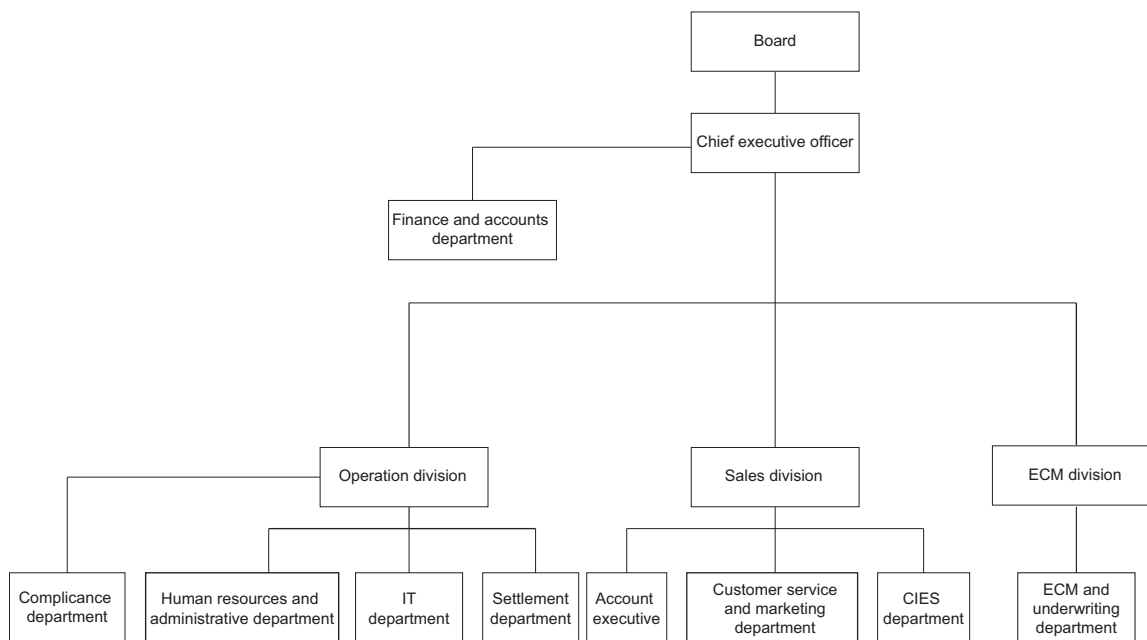 Board
Chief executive officer
Finance and accounts
department
Operation division
Sales division
ECM division
Complicance
department
Human resources and
administrative department
IT
department
Settlement
department
Account
executive
Customer service
and marketing
department
CIES
department
ECM and
underwriting
department